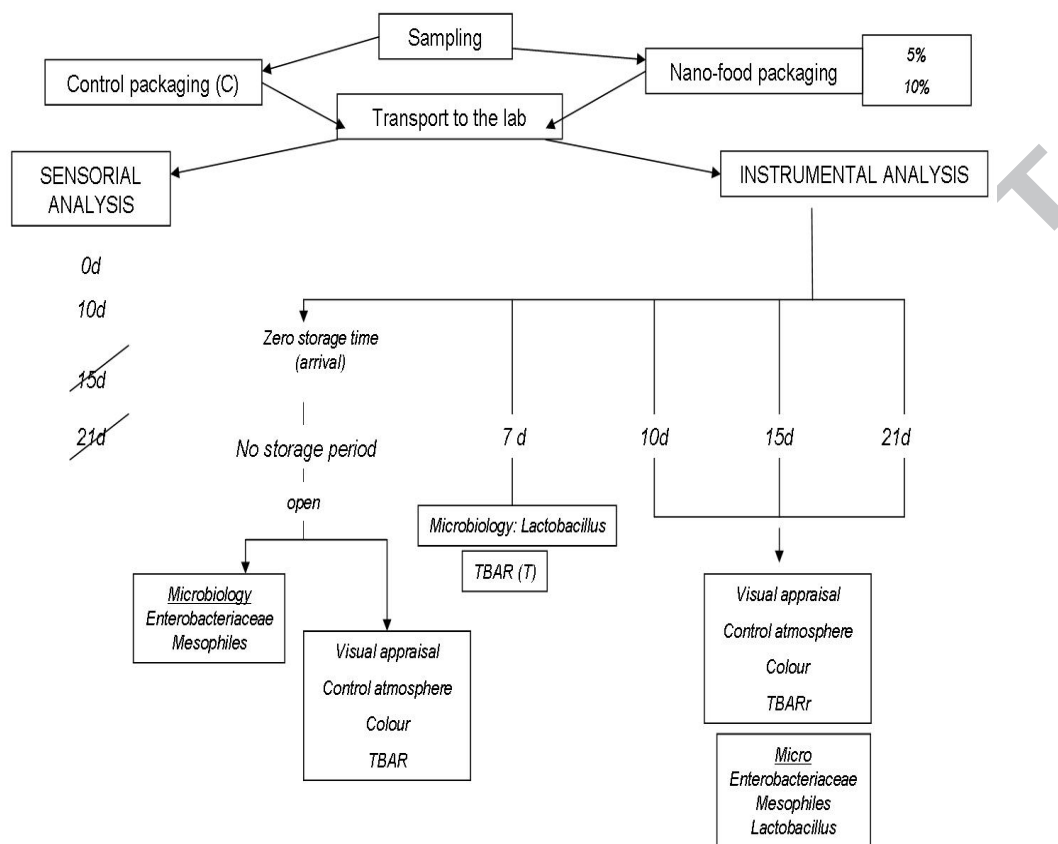 Sampling
Control packaging (C)
Nano-food packaging
5%
10%
Transport to the lab
SENSORIAL
ANALYSIS
INSTRUMENTAL ANALYSIS
0d
10d
15d
21d
Zero storage time
(arrival)
No storage period
open
7 d
10d
15d
21d
Microbiology: Lactobacillus
TBAR (T)
Microbiology
Enterobacteriaceae
Mesophiles
Visual appraisal
Control atmosphere
Colour
TBAR
Visual appraisal
Control atmosphere
Colour
TBARr
Micro
Enterobacteriaceae
Mesophiles
Lactobacillus
T